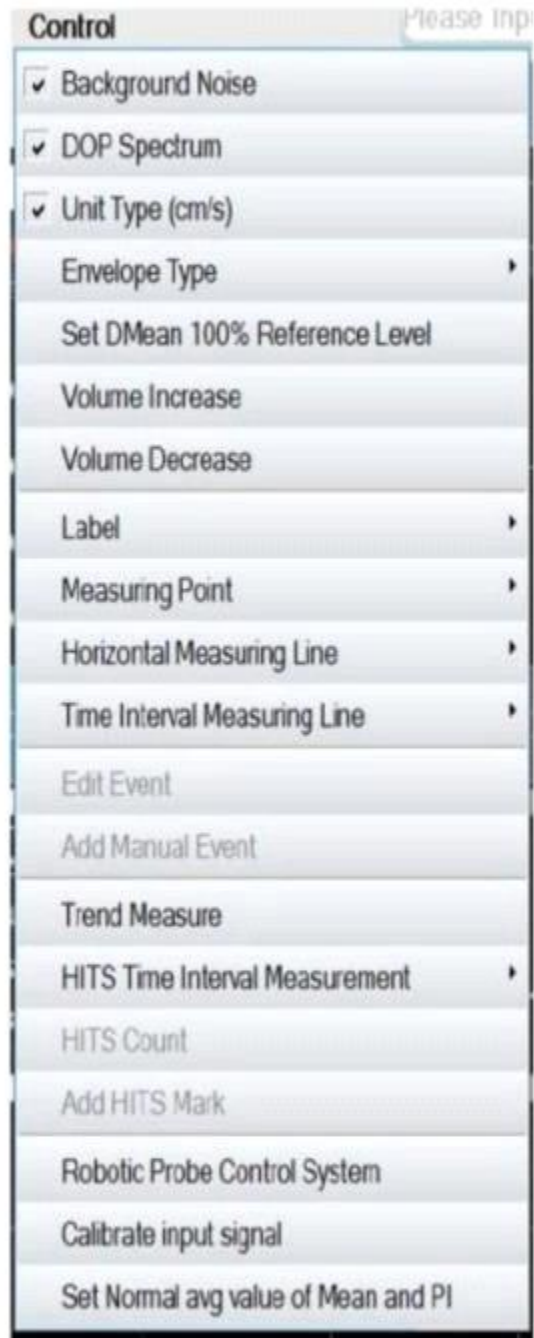 Control
Please Inpu
Background Noise
DOP Spectrum
Unit Type (cm/s)
Envelope Type
Set DMean 100% Reference Level
Volume Increase
Volume Decrease
Label
Measuring Point
Horizontal Measuring Line
Time Interval Measuring Line
Edit Event
Add Manual Event
Trend Measure
HITS Time Interval Measurement
HITS Count
Add HITS Mark
Robotic Probe Control System
Calibrate input signal
Set Normal avg value of Mean and PI